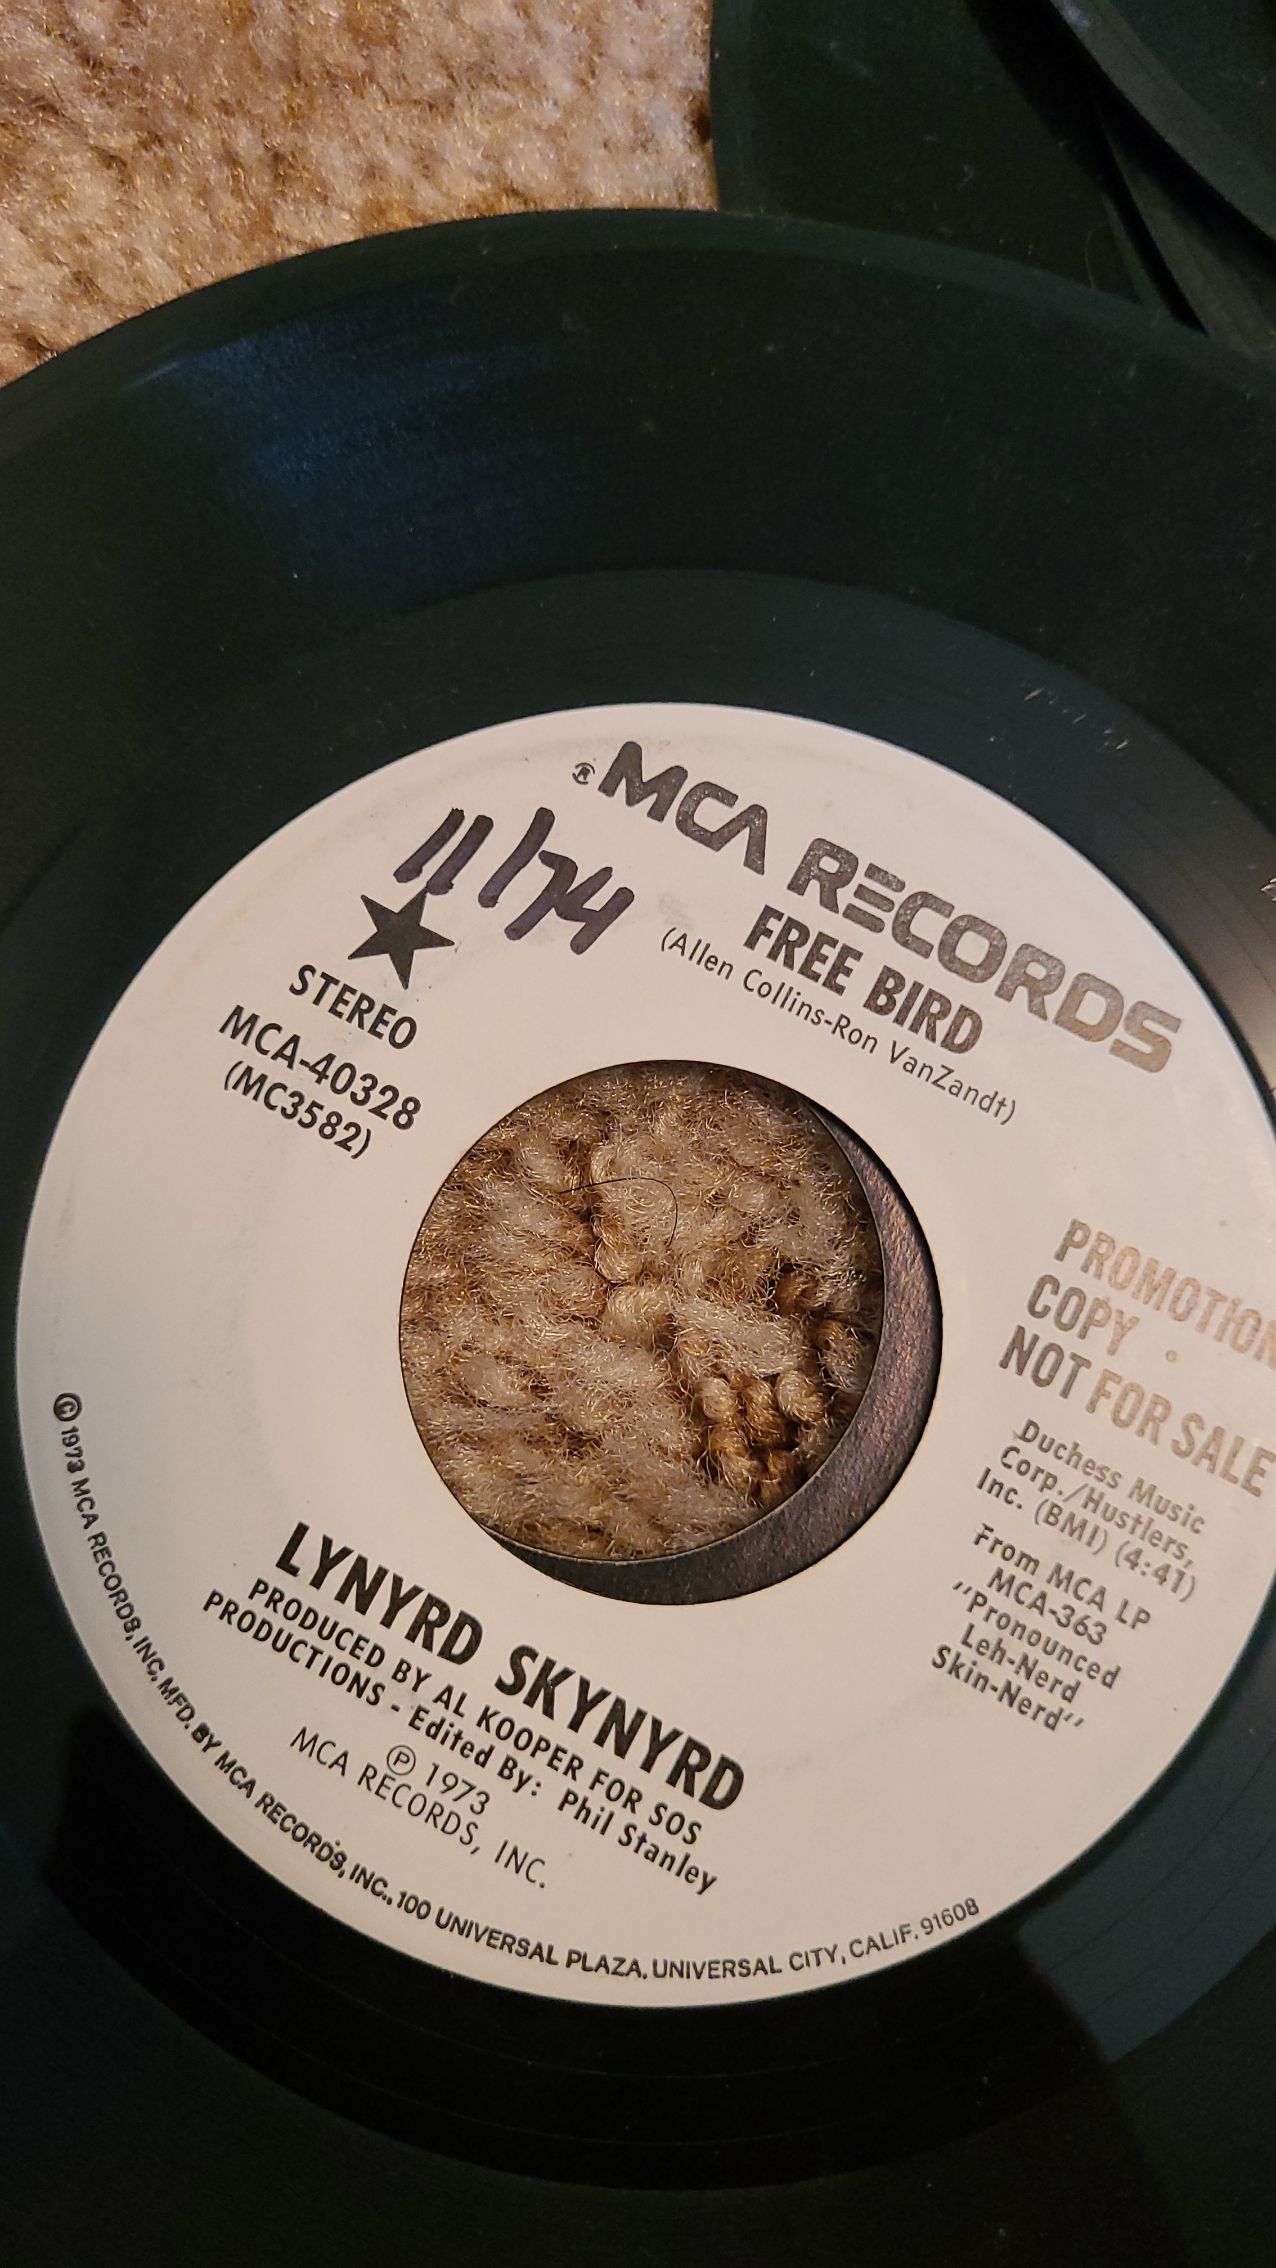 ® MCA RECORDS
11/74
FREE BIRD
(Allen Collins-Ron VanZandt)
STEREO
MCA-40328
(MC3582)
PROMOTION
COPY
NOT FOR SALE
Duchess Music
Corp./Hustlers,
Inc. (BMI) (4:41)
From MCA LP
MCA-363
"Pronounced
Leh-Nerd
Skin-Nerd"
LYNYRD SKYNYRD
PRODUCED BY AL KOOPER FOR SOS
PRODUCTIONS - Edited By: Phil Stanley
Ⓟ 1973
MCA RECORDS, INC.
© 1973 MCA RECORDS, INC. MFD. BY MCA RECORDS, INC., 100 UNIVERSAL PLAZA, UNIVERSAL CITY, CALIF. 91608